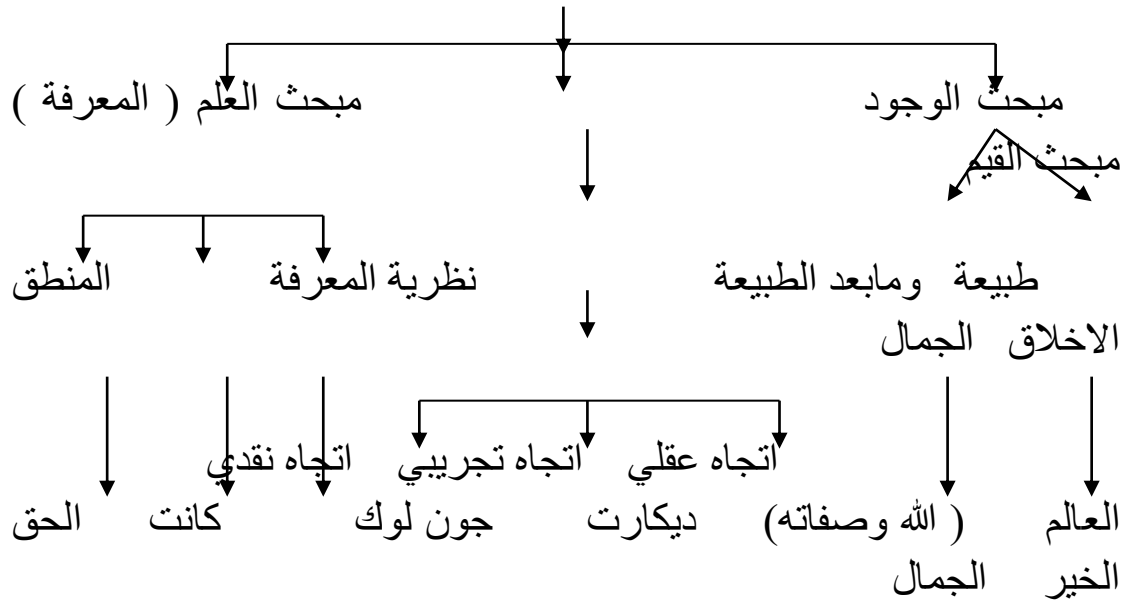 مبحث الوجود مبحث العلم ( المعرفة )
مبحث القيم
طبيعة ومابعد الطبيعة نظرية المعرفة المنطق
الاخلاق الجمال
اتجاه عقلي اتجاه تجريبي اتجاه نقدي
العالم ( الله وصفاته) ديكارت جون لوك كانت الحق
الخير الجمال